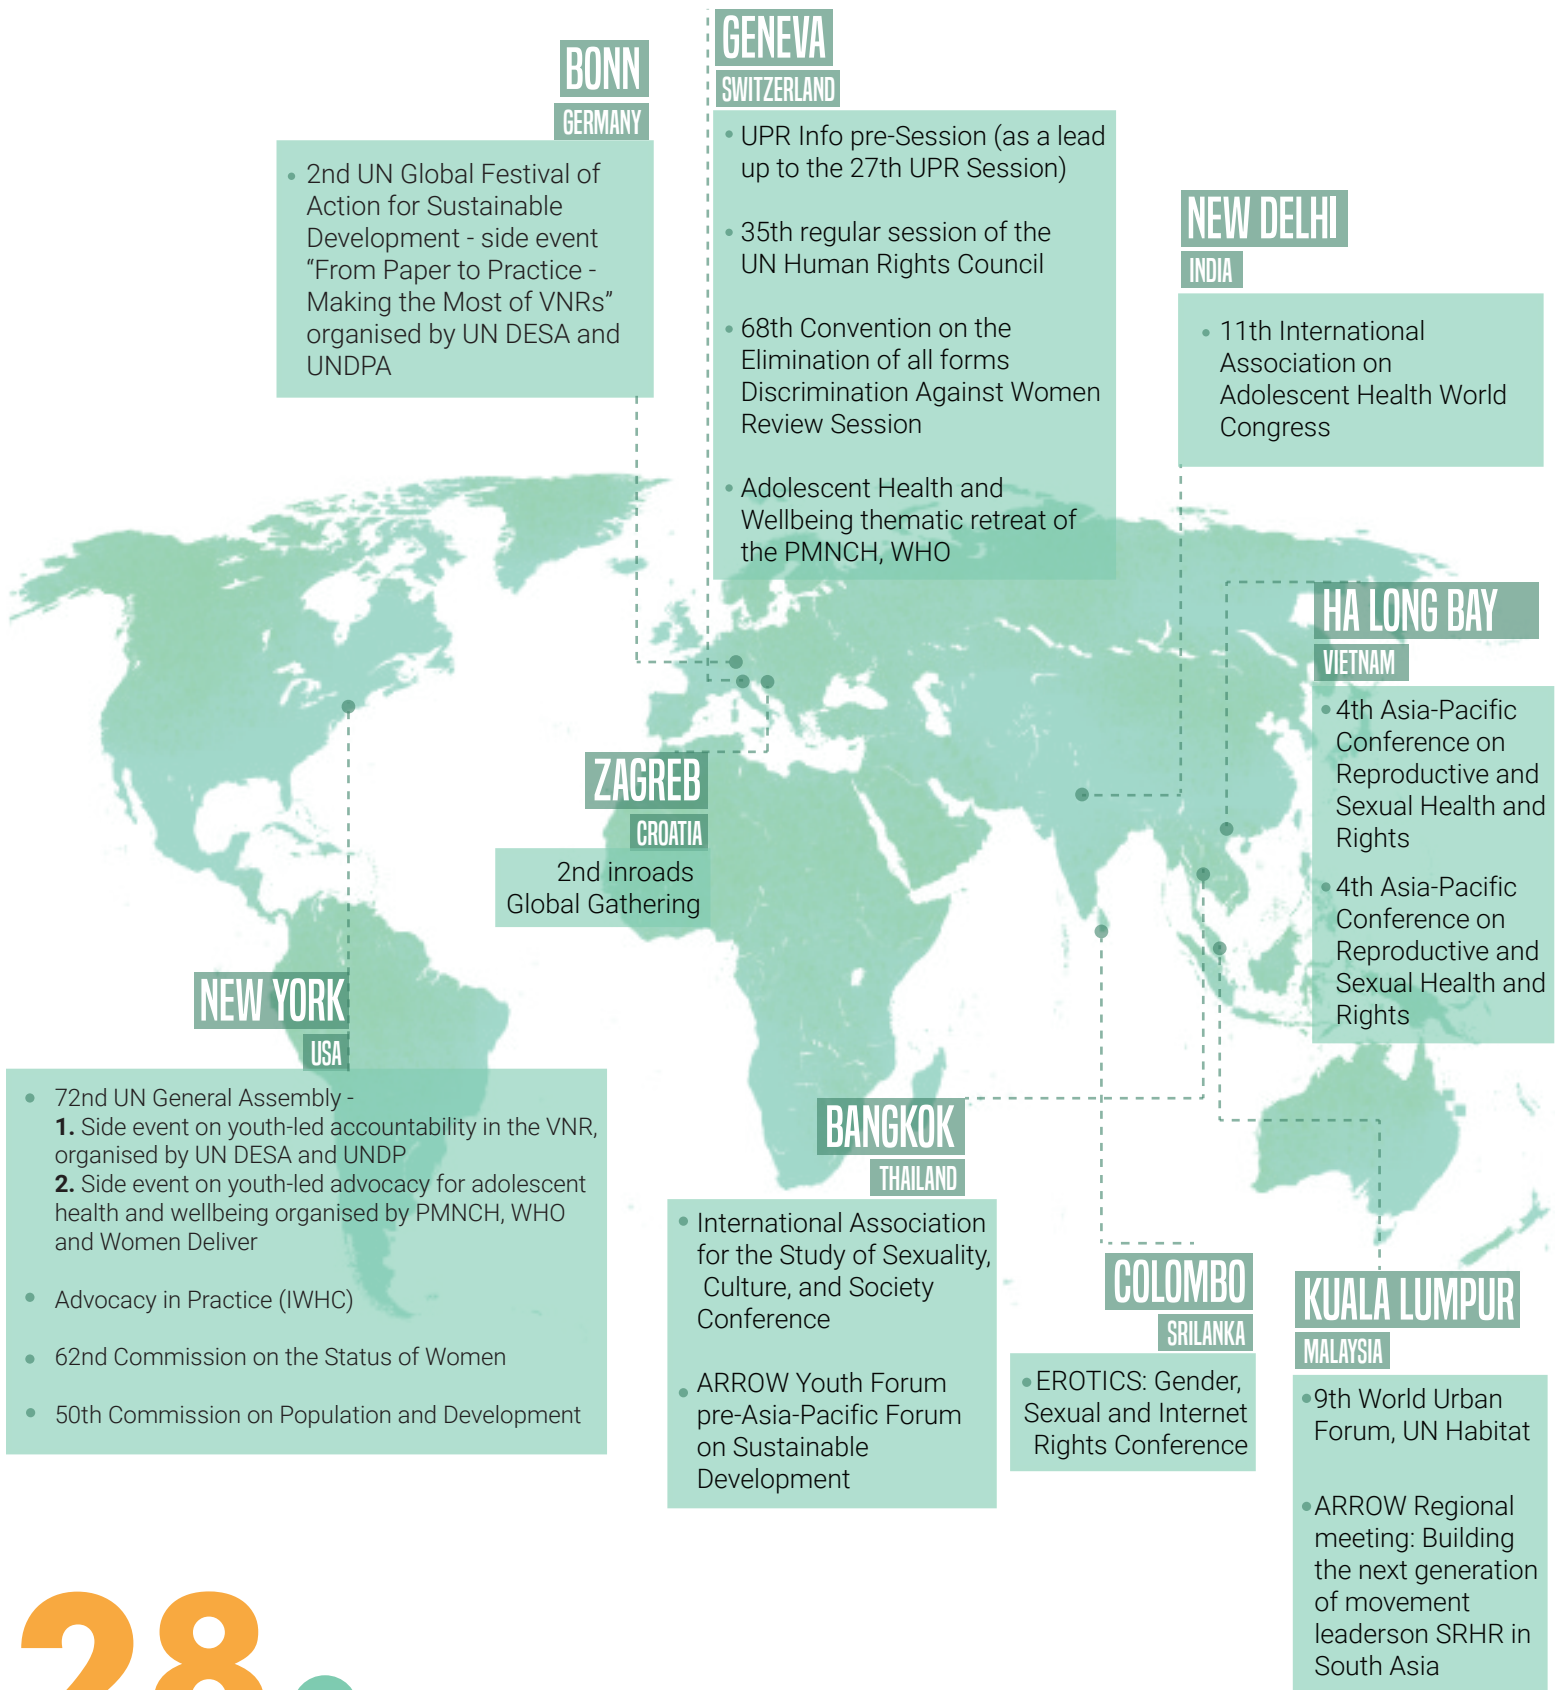 BONN
GERMANY
• 2nd UN Global Festival of
Action for Sustainable
Development - side event
“From Paper to Practice -
Making the Most of VNRs”
organised by UN DESA and
UNDPA
GENEVA
SWITZERLAND
• UPR Info pre-Session (as a lead
up to the 27th UPR Session)
• 35th regular session of the
UN Human Rights Council
• 68th Convention on the
Elimination of all forms
Discrimination Against Women
Review Session
• Adolescent Health and
Wellbeing thematic retreat of
the PMNCH, WHO
NEW DELHI
INDIA
• 11th International
Association on
Adolescent Health World
Congress
HA LONG BAY
VIETNAM
• 4th Asia-Pacific
Conference on
Reproductive and
Sexual Health and
Rights
• 4th Asia-Pacific
Conference on
Reproductive and
Sexual Health and
Rights
ZAGREB
CROATIA
2nd inroads
Global Gathering
NEW YORK
USA
• 72nd UN General Assembly -
1. Side event on youth-led accountability in the VNR,
organised by UN DESA and UNDP
2. Side event on youth-led advocacy for adolescent
health and wellbeing organised by PMNCH, WHO
and Women Deliver
• Advocacy in Practice (IWHC)
• 62nd Commission on the Status of Women
• 50th Commission on Population and Development
BANGKOK
THAILAND
• International Association
for the Study of Sexuality,
Culture, and Society
Conference
• ARROW Youth Forum
pre-Asia-Pacific Forum
on Sustainable
Development
COLOMBO
SRILANKA
• EROTICS: Gender,
Sexual and Internet
Rights Conference
KUALA LUMPUR
MALAYSIA
• 9th World Urban
Forum, UN Habitat
• ARROW Regional
meeting: Building
the next generation
of movement
leaderson SRHR in
South Asia
28